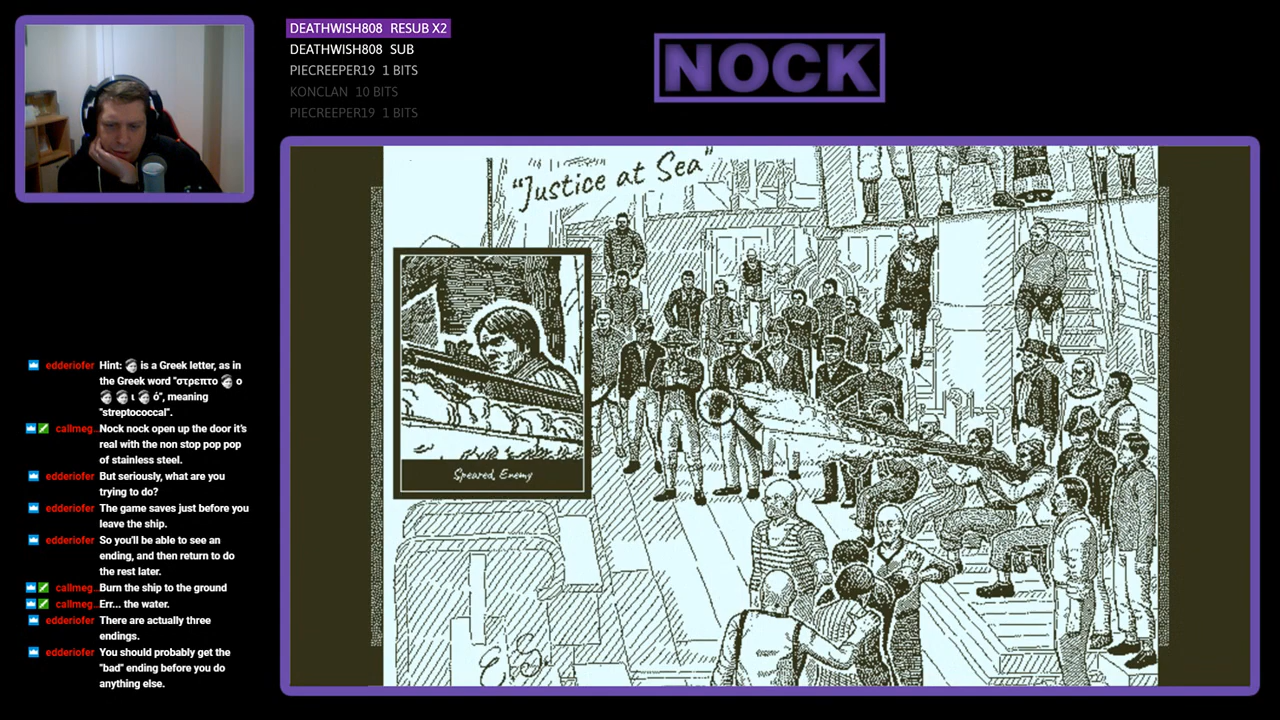 DEATHWISH808 RESUB X2
DEATHWISH808 SUB
PIECREEPER19 1 BITS
KONCLAN 10 BITS
PIECREEPER19 1 BITS
NOCK
"Justice at Sea"
Speared, Enemy
edderiofer Hint: is a Greek letter, as in
the Greek word "στρεπτο ο
ι ό", meaning
"streptococcal".
callmeg... Nock nock open up the door it's
real with the non stop pop pop
of stainless steel.
edderiofer But seriously, what are you
trying to do?
edderiofer The game saves just before you
leave the ship.
edderiofer So you'll be able to see an
ending, and then return to do
the rest later.
callmeg... Burn the ship to the ground
callmeg... Err... the water.
edderiofer There are actually three
endings.
edderiofer You should probably get the
"bad" ending before you do
anything else.